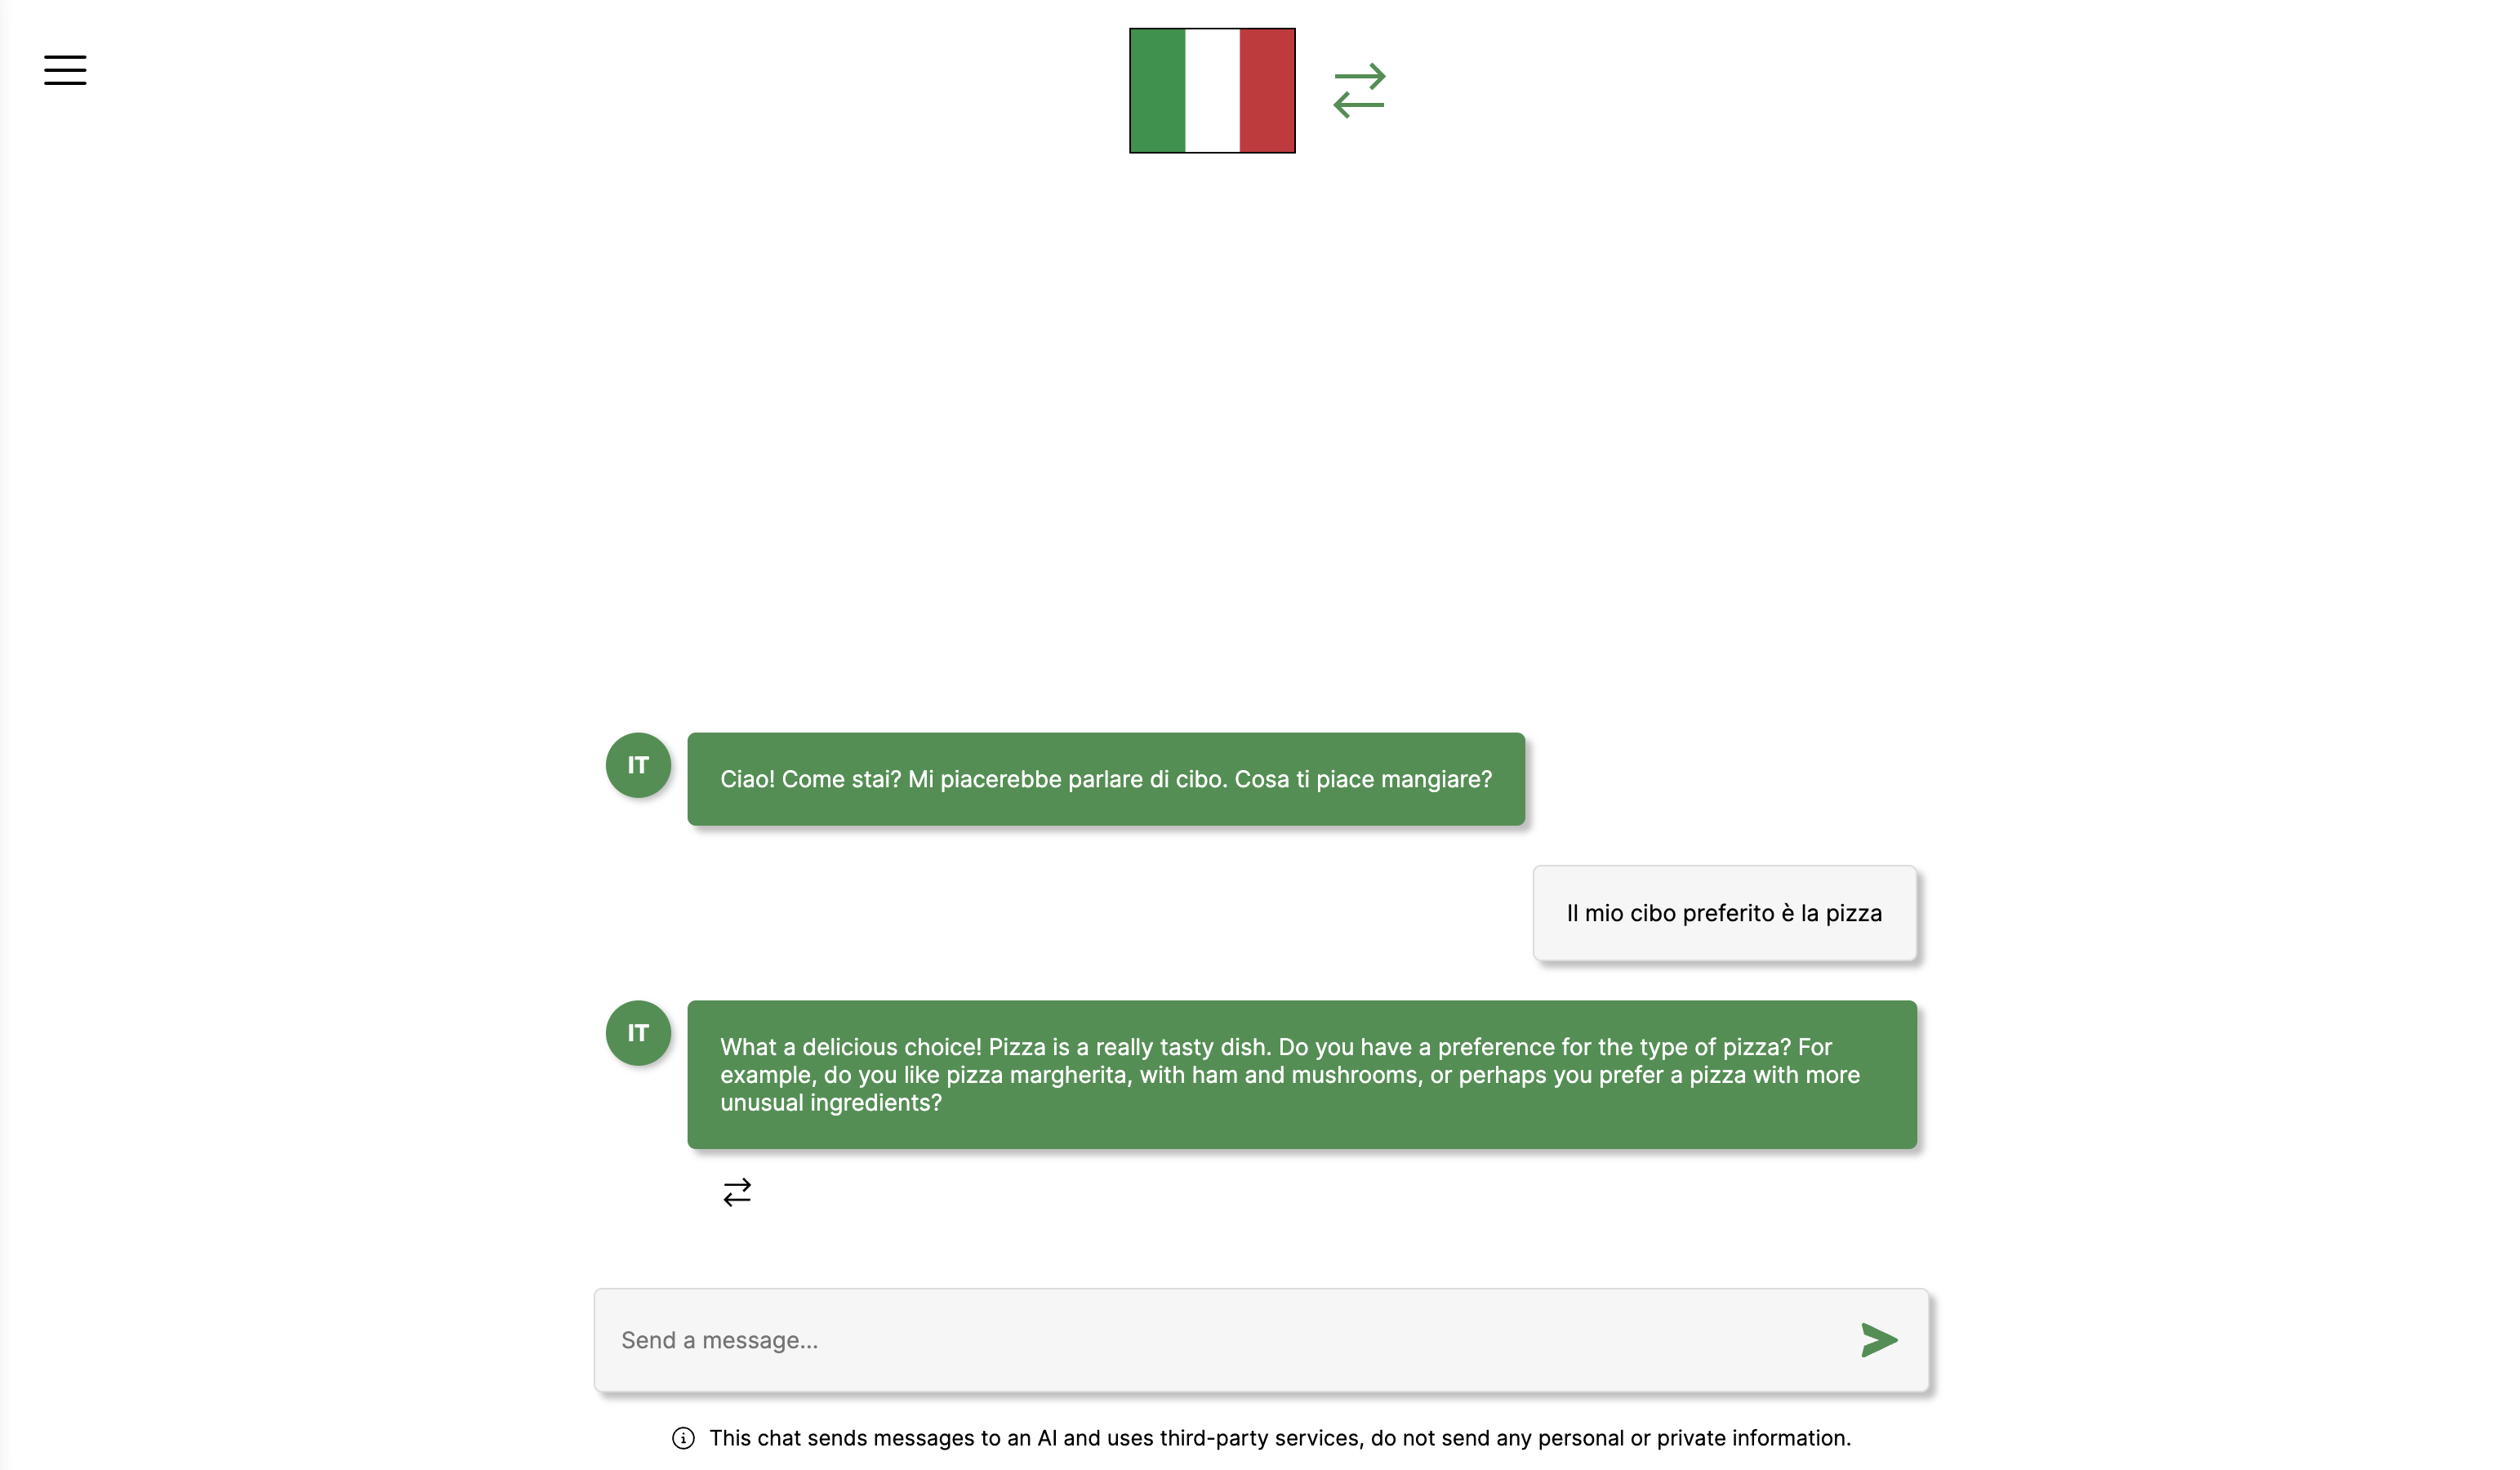 IT
Ciao! Come stai? Mi piacerebbe parlare di cibo. Cosa ti piace mangiare?
Il mio cibo preferito è la pizza
IT
What a delicious choice! Pizza is a really tasty dish. Do you have a preference for the type of pizza? For
example, do you like pizza margherita, with ham and mushrooms, or perhaps you prefer a pizza with more
unusual ingredients?
Send a message...
This chat sends messages to an AI and uses third-party services, do not send any personal or private information.